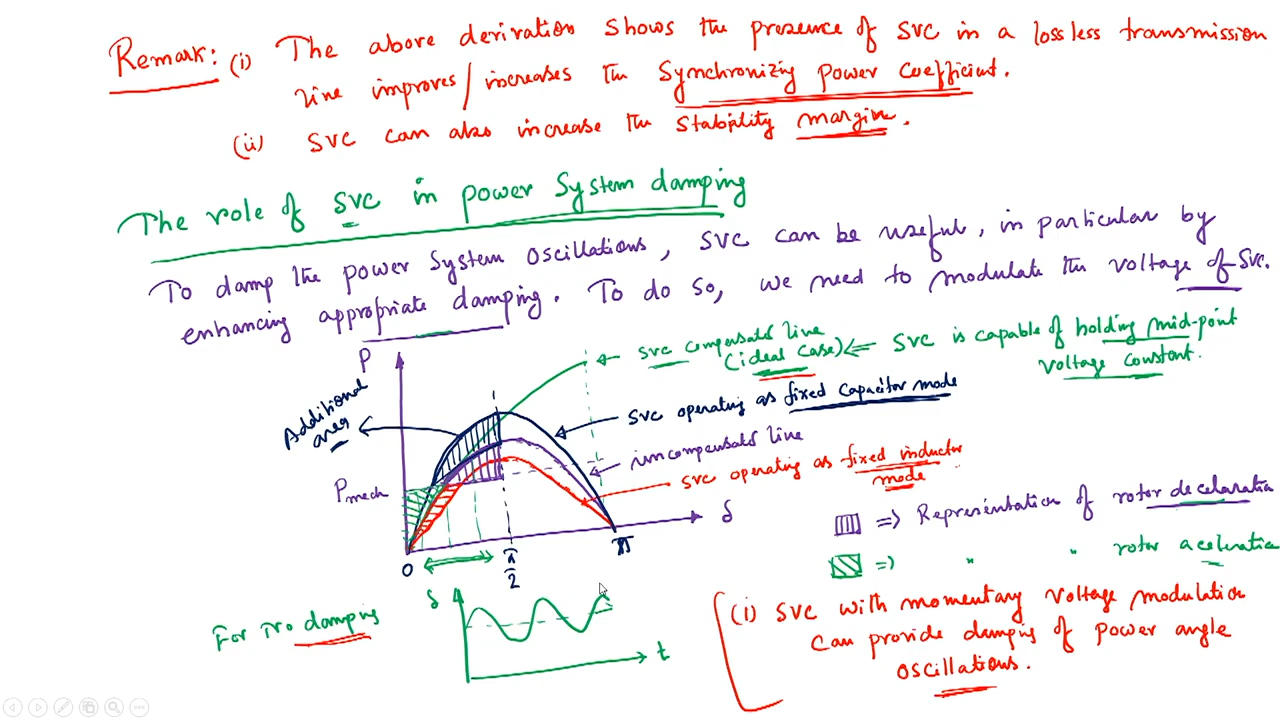 Remark: (i) The above derivation shows the presence of SVC in a lossless transmission
line improves/increases the Synchronizing Power Coefficient.
(ii) SVC can also increase the stability margin.
The role of SVC in power System damping
To damp the power System oscillations, SVC can be useful, in particular by
enhancing appropriate damping. To do so, we need to modulate the voltage of SVC.
P
SVC compensated line
(ideal case) <= SVC is capable of holding mid-point
voltage constant.
Additional
area
SVC operating as fixed capacitor mode
uncompensated line
SVC operating as fixed inductor
mode
Pmech
δ
=> Representation of rotor decelaration
0
π/2
π
=> " " rotor aceleration
δ
For no damping
t
(i) SVC with momentary voltage modulation
can provide damping of power angle
oscillations.